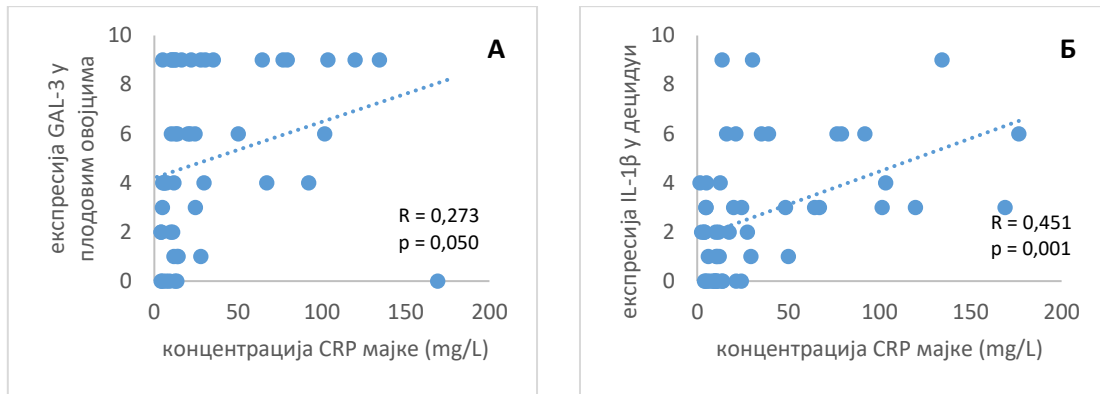 А
експресија GAL-3 у
плодовим овојцима
10
8
6
4
2
0
R = 0,273
p = 0,050
0 50 100 150 200
концентрација CRP мајке (mg/L)
Б
експресија IL-1β у децидуи
10
8
6
4
2
0
R = 0,451
p = 0,001
0 50 100 150 200
концентрација CRP мајке (mg/L)